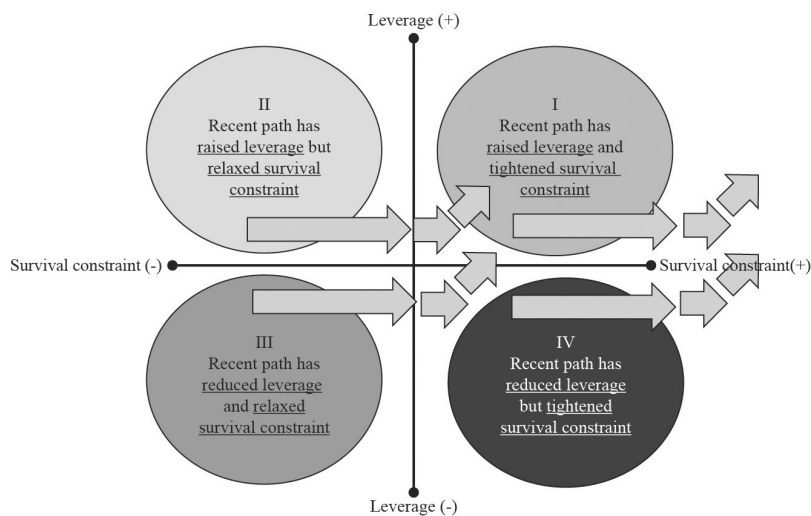 Leverage (+)
II
Recent path has
raised leverage but
relaxed survival
constraint
I
Recent path has
raised leverage and
tightened survival
constraint
Survival constraint (-)
Survival constraint(+)
III
Recent path has
reduced leverage
and relaxed
survival constraint
IV
Recent path has
reduced leverage
but tightened
survival constraint
Leverage (-)